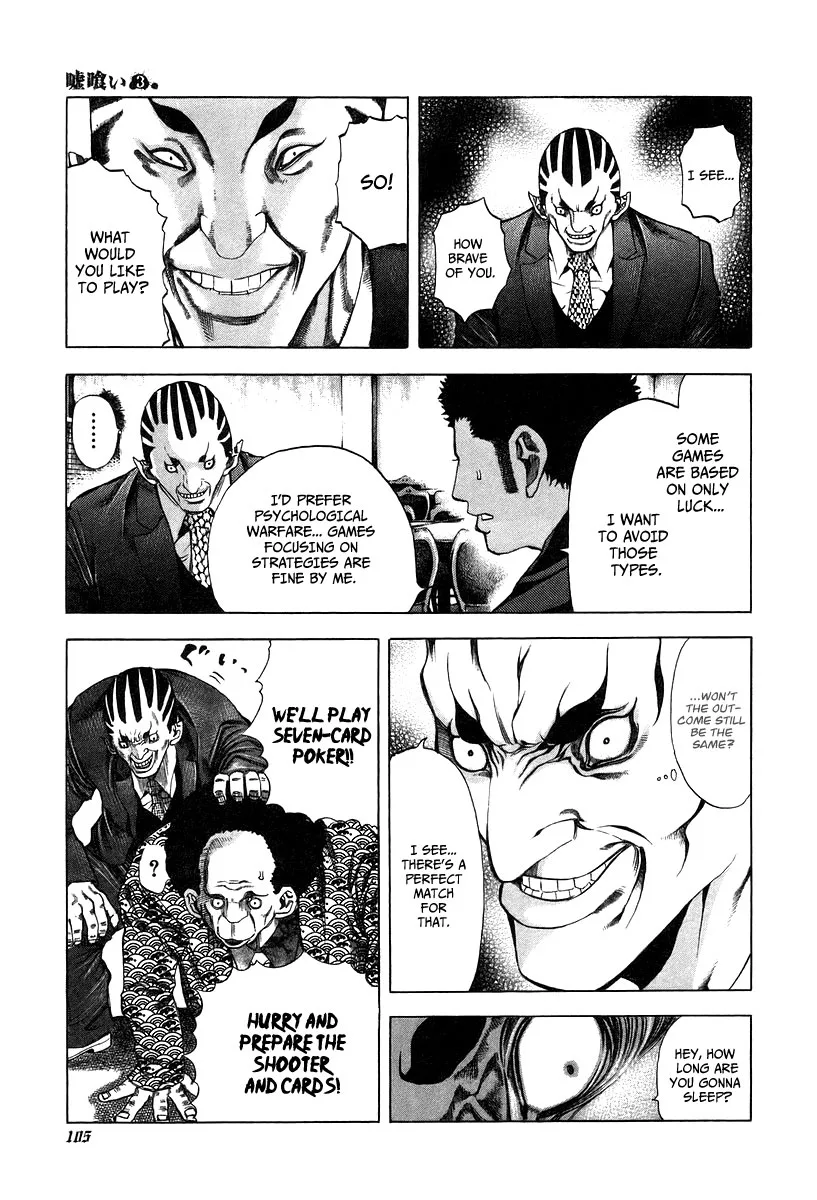 嘘喰い③.
I SEE...
HOW
BRAVE
OF YOU.
SO!
WHAT
WOULD
YOU LIKE
TO PLAY?
SOME
GAMES
ARE BASED
ON ONLY
LUCK...
I WANT
TO AVOID
THOSE
TYPES.
I'D PREFER
PSYCHOLOGICAL
WARFARE... GAMES
FOCUSING ON
STRATEGIES ARE
FINE BY ME.
......
...WON'T
THE OUT-
COME STILL
BE THE
SAME?
I SEE...
THERE'S A
PERFECT
MATCH
FOR
THAT.
HEY, HOW
LONG ARE
YOU GONNA
SLEEP?
WE'LL PLAY
SEVEN-CARD
POKER!!
?
HURRY AND
PREPARE THE
SHOOTER
AND CARDS!
105